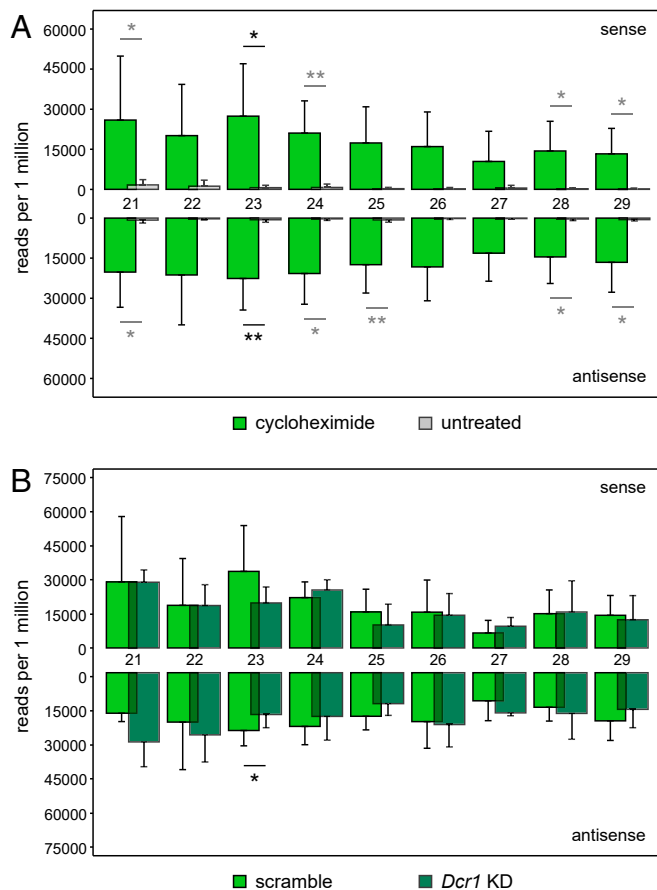 A
sense
60000
45000
30000
15000
0
* * ** * *
21 22 23 24 25 26 27 28 29
0
15000
30000
45000
60000
* ** * ** * *
reads per 1 million
antisense
cycloheximide untreated
B
sense
75000
60000
45000
30000
15000
0
21 22 23 24 25 26 27 28 29
0
15000
30000
45000
60000
75000
*
reads per 1 million
antisense
scramble Dcr1 KD